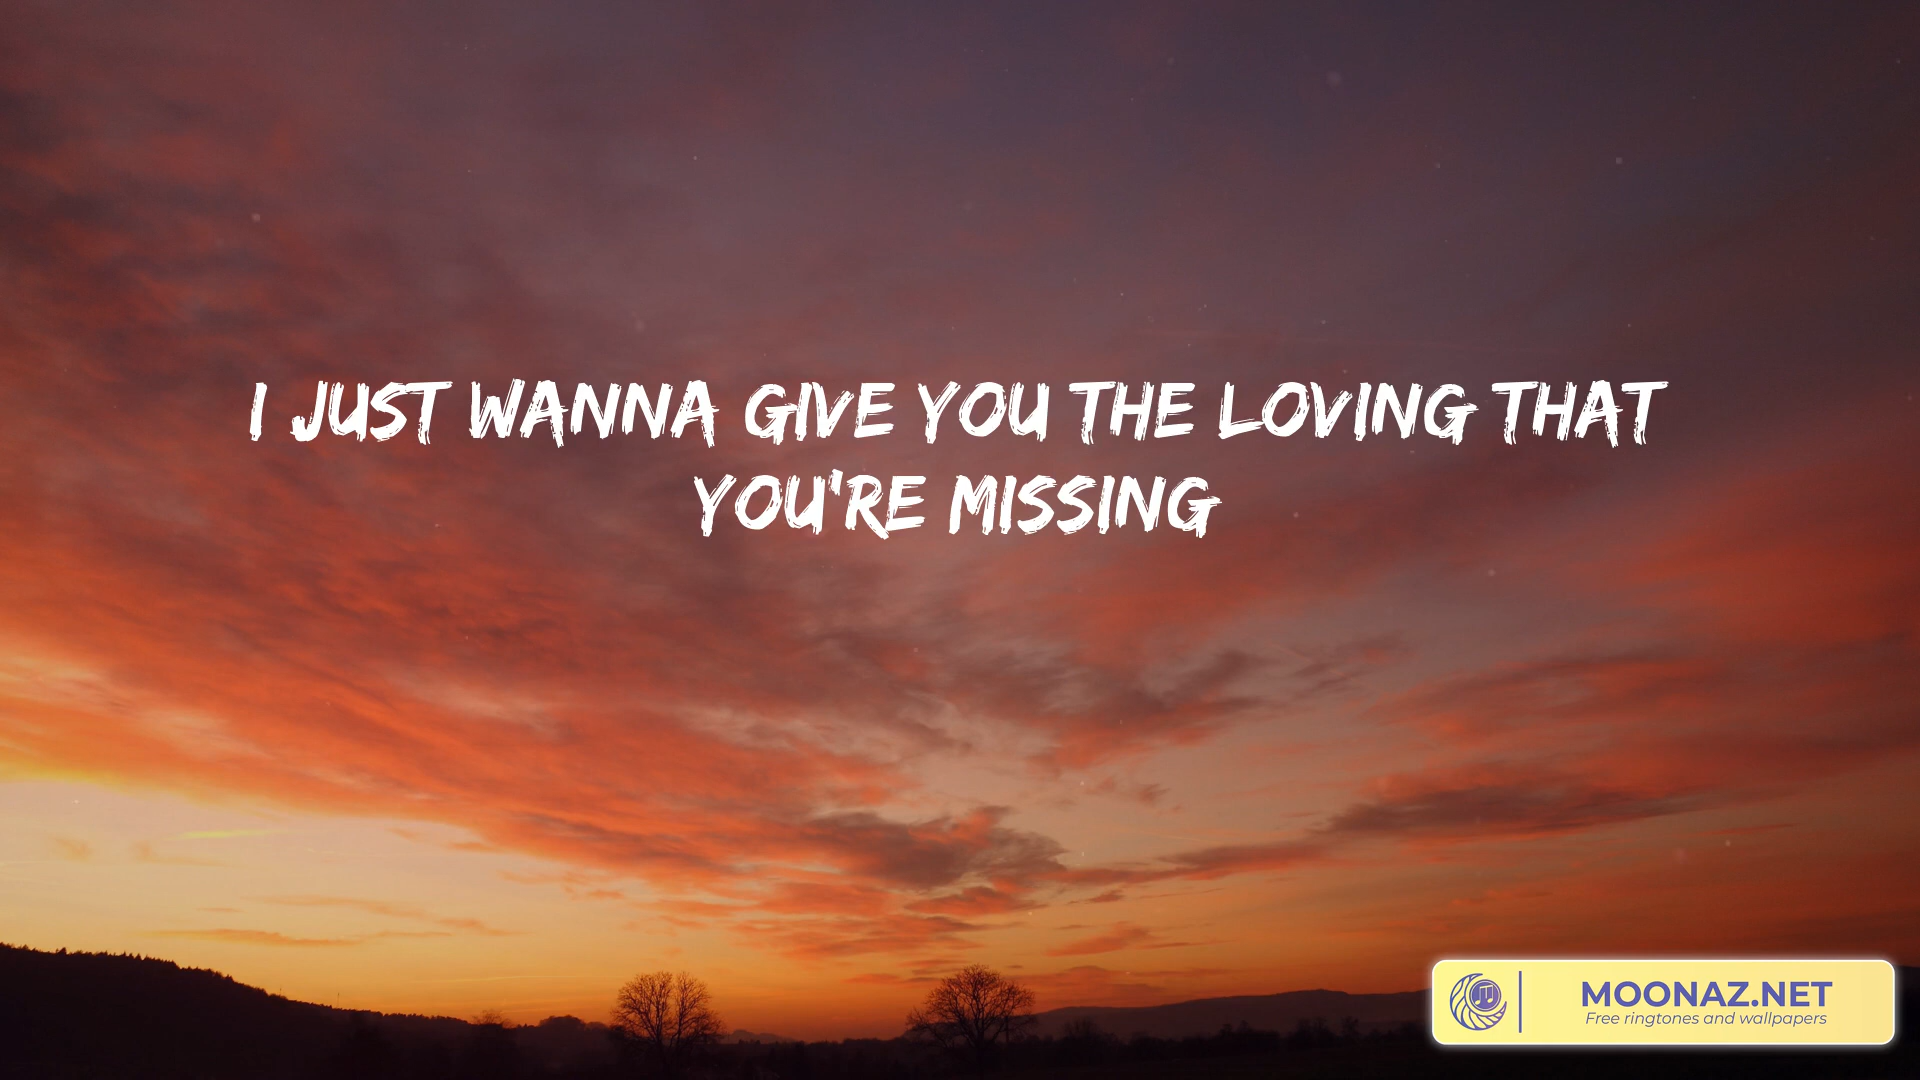 I JUST WANNA GIVE YOU THE LOVING THAT
YOU'RE MISSING
MOONAZ.NET
Free ringtones and wallpapers